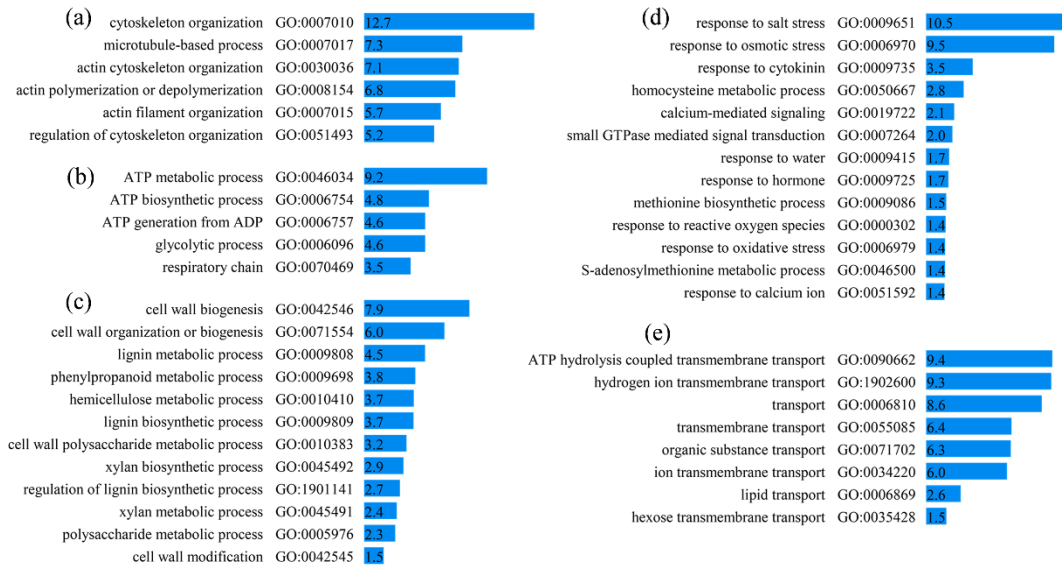 (a)
cytoskeleton organization GO:0007010 12.7
microtubule-based process GO:0007017 7.3
actin cytoskeleton organization GO:0030036 7.1
actin polymerization or depolymerization GO:0008154 6.8
actin filament organization GO:0007015 5.7
regulation of cytoskeleton organization GO:0051493 5.2
(b)
ATP metabolic process GO:0046034 9.2
ATP biosynthetic process GO:0006754 4.8
ATP generation from ADP GO:0006757 4.6
glycolytic process GO:0006096 4.6
respiratory chain GO:0070469 3.5
(c)
cell wall biogenesis GO:0042546 7.9
cell wall organization or biogenesis GO:0071554 6.0
lignin metabolic process GO:0009808 4.5
phenylpropanoid metabolic process GO:0009698 3.8
hemicellulose metabolic process GO:0010410 3.7
lignin biosynthetic process GO:0009809 3.7
cell wall polysaccharide metabolic process GO:0010383 3.2
xylan biosynthetic process GO:0045492 2.9
regulation of lignin biosynthetic process GO:1901141 2.7
xylan metabolic process GO:0045491 2.4
polysaccharide metabolic process GO:0005976 2.3
cell wall modification GO:0042545 1.5
(d)
response to salt stress GO:0009651 10.5
response to osmotic stress GO:0006970 9.5
response to cytokinin GO:0009735 3.5
homocysteine metabolic process GO:0050667 2.8
calcium-mediated signaling GO:0019722 2.1
small GTPase mediated signal transduction GO:0007264 2.0
response to water GO:0009415 1.7
response to hormone GO:0009725 1.7
methionine biosynthetic process GO:0009086 1.5
response to reactive oxygen species GO:0000302 1.4
response to oxidative stress GO:0006979 1.4
S-adenosylmethionine metabolic process GO:0046500 1.4
response to calcium ion GO:0051592 1.4
(e)
ATP hydrolysis coupled transmembrane transport GO:0090662 9.4
hydrogen ion transmembrane transport GO:1902600 9.3
transport GO:0006810 8.6
transmembrane transport GO:0055085 6.4
organic substance transport GO:0071702 6.3
ion transmembrane transport GO:0034220 6.0
lipid transport GO:0006869 2.6
hexose transmembrane transport GO:0035428 1.5